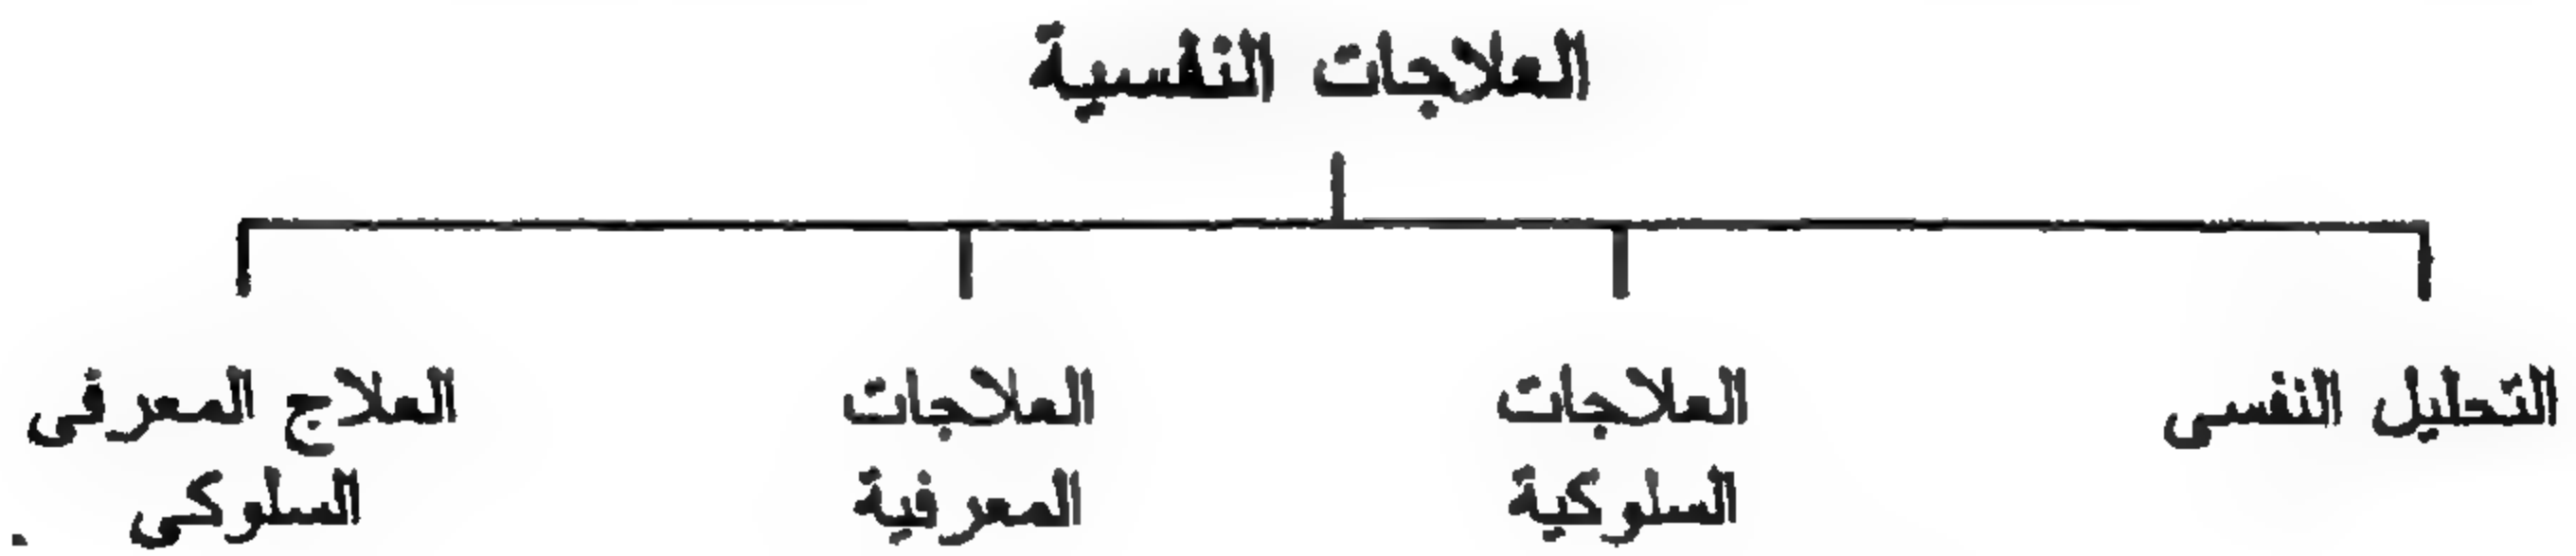 العلاجات النفسية
التحليل النفسى
العلاجات
السلوكية
العلاجات
المعرفية
العلاج المعرفى
السلوكى